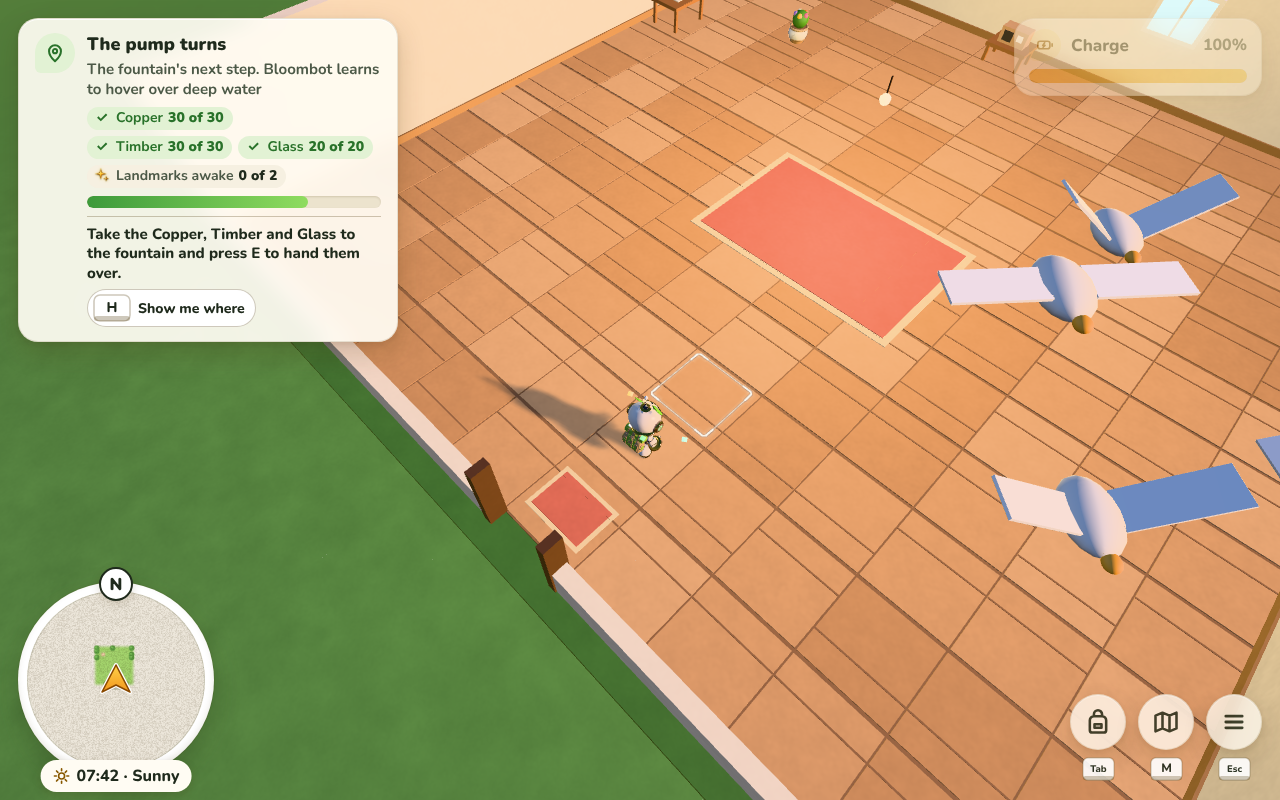 The pump turns
The fountain's next step. Bloombot learns
to hover over deep water
Copper 30 of 30
Timber 30 of 30 Glass 20 of 20
Landmarks awake 0 of 2
Take the Copper, Timber and Glass to
the fountain and press E to hand them
over.
H Show me where
Charge 100%
N
07:42 · Sunny
Tab M Esc